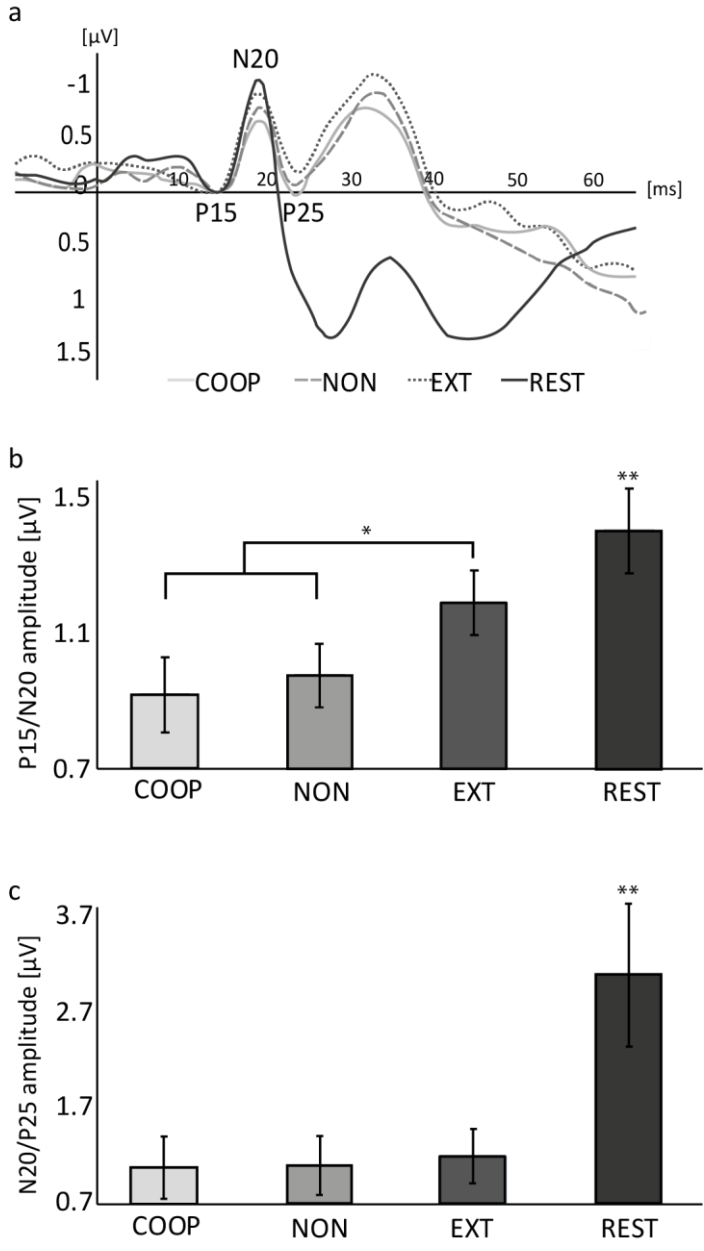 a
[µV]
N20
-1
0.5
0 10 20 30 40 50 60 [ms]
P15 P25
0.5
1
1.5
COOP NON EXT REST
b
P15/N20 amplitude [µV]
1.5
1.1
0.7
*
**
COOP NON EXT REST
c
N20/P25 amplitude [µV]
3.7
2.7
1.7
0.7
**
COOP NON EXT REST